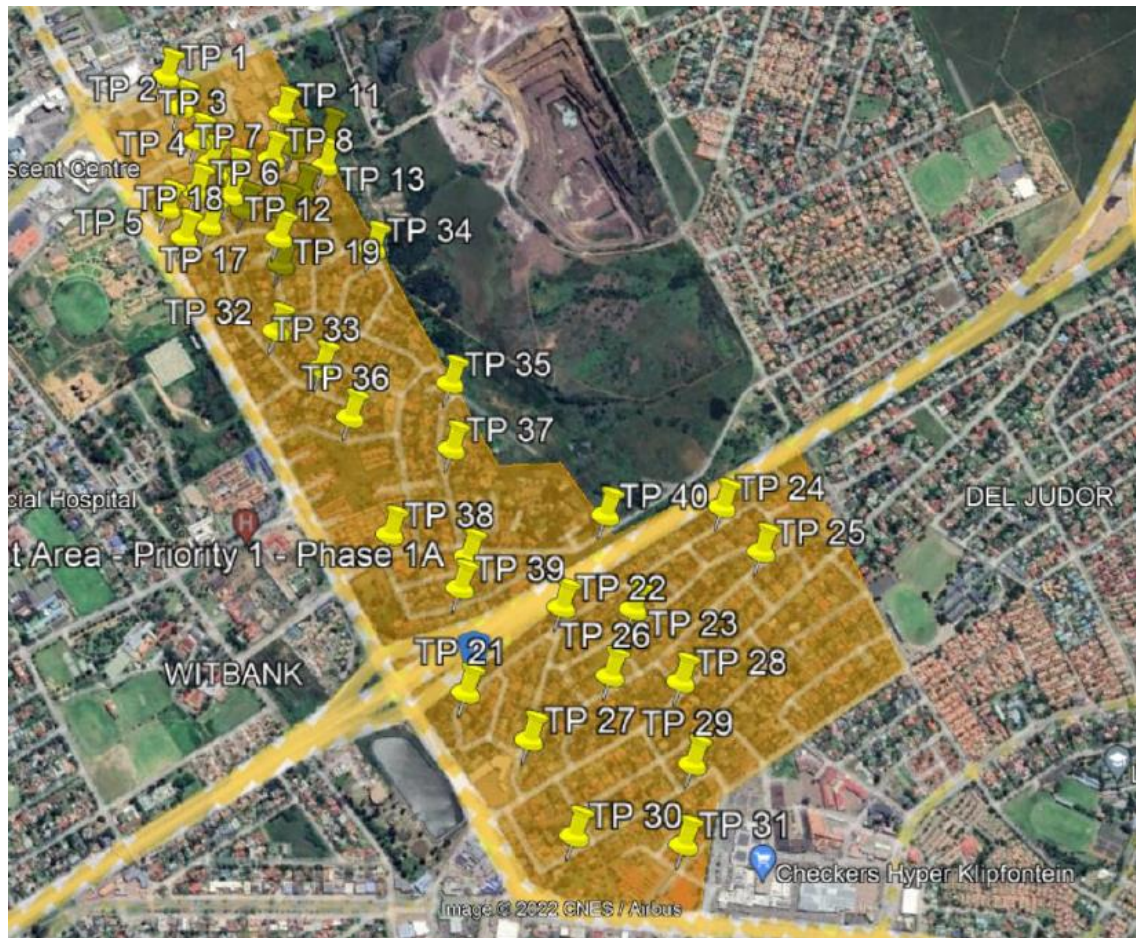 TP 1
TP 2
TP 3
TP 11
TP 4
TP 7
TP 8
scent Centre
TP 6
TP 13
TP 18
TP 12
TP 5
TP 34
TP 17
TP 19
TP 32
TP 33
TP 35
TP 36
TP 37
cial Hospital
H
TP 38
TP 40
TP 24
DEL JUDOR
TP 25
t Area - Priority 1 - Phase 1A
TP 39
TP 22
TP 23
TP 26
TP 21
WITBANK
TP 28
TP 27
TP 29
TP 30
TP 31
Checkers Hyper Klipfontein
Image © 2022 CNES / Airbus